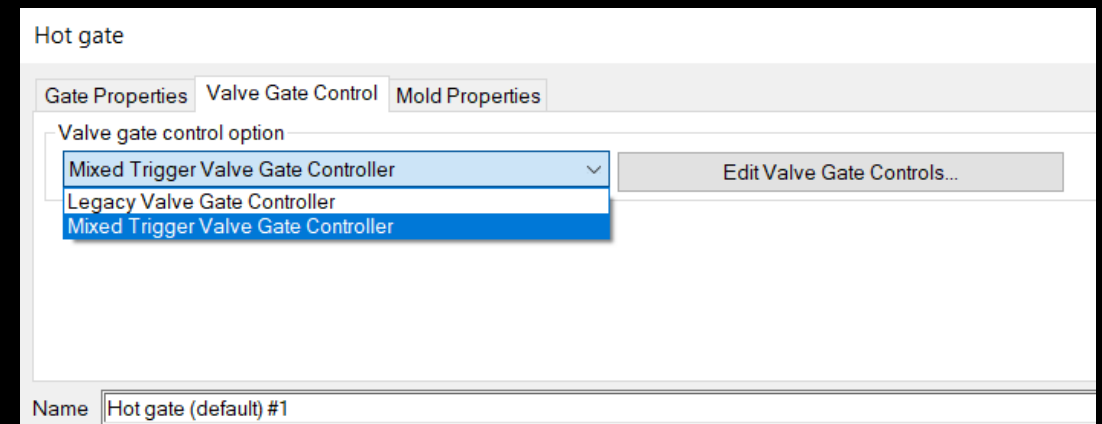 Hot gate
Gate Properties Valve Gate Control Mold Properties
Valve gate control option
Mixed Trigger Valve Gate Controller Edit Valve Gate Controls...
Legacy Valve Gate Controller
Mixed Trigger Valve Gate Controller
Name Hot gate (default) #1